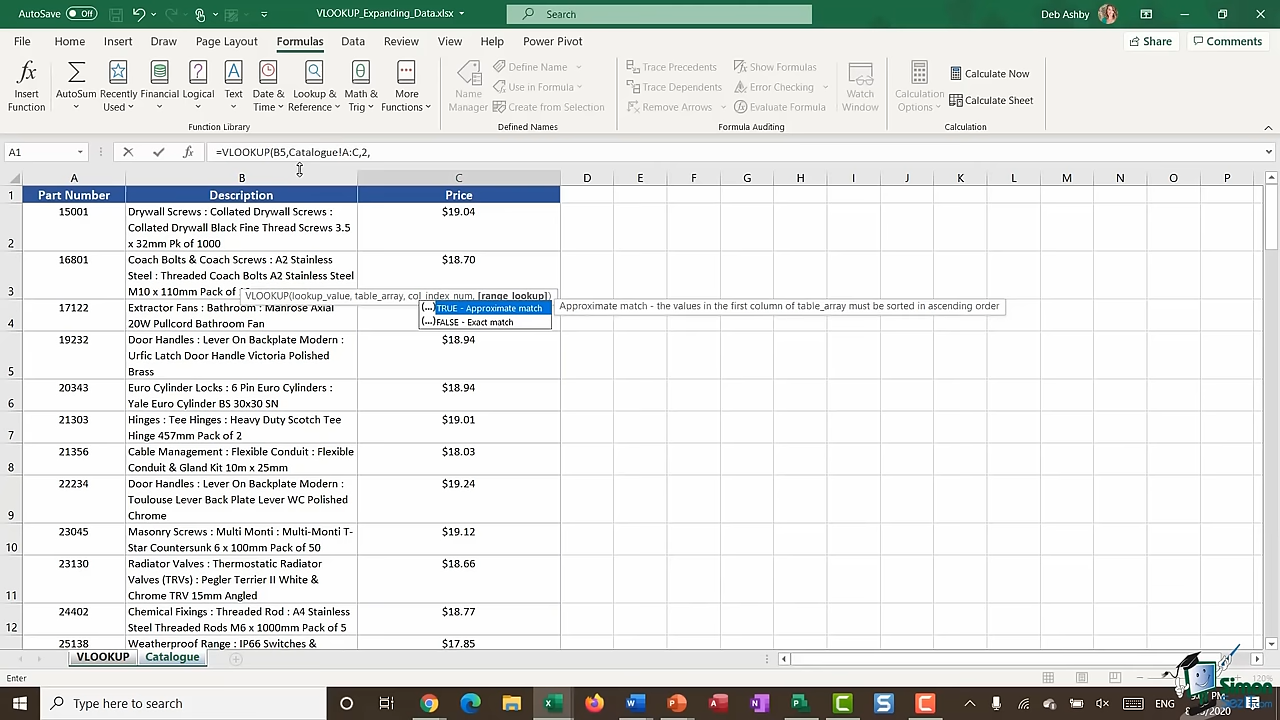 AutoSave Off
VLOOKUP_Expanding_Data.xlsx
Search
Deb Ashby
File Home Insert Draw Page Layout Formulas Data Review View Help Power Pivot
Share Comments
Insert Function
AutoSum
Recently Used
Financial
Logical
Text
Date & Time
Lookup & Reference
Math & Trig
More Functions
Function Library
Name Manager
Define Name
Use in Formula
Create from Selection
Defined Names
Trace Precedents
Trace Dependents
Remove Arrows
Show Formulas
Error Checking
Evaluate Formula
Formula Auditing
Watch Window
Calculation Options
Calculate Now
Calculate Sheet
Calculation
A1 fx =VLOOKUP(B5,Catalogue!A:C,2,
A B C D E F G H I J K L M N O P
1 Part Number Description Price
15001 Drywall Screws : Collated Drywall Screws : $19.04
Collated Drywall Black Fine Thread Screws 3.5
2 x 32mm Pk of 1000
16801 Coach Bolts & Coach Screws : A2 Stainless $18.70
Steel : Threaded Coach Bolts A2 Stainless Steel
3 M10 x 110mm Pack of
VLOOKUP(lookup_value, table_array, col_index_num, [range_lookup])
(...)TRUE - Approximate match
Approximate match - the values in the first column of table_array must be sorted in ascending order
(...)FALSE - Exact match
17122 Extractor Fans : Bathroom : Manrose Axial
4 20W Pullcord Bathroom Fan
19232 Door Handles : Lever On Backplate Modern : $18.94
Urfic Latch Door Handle Victoria Polished
5 Brass
20343 Euro Cylinder Locks : 6 Pin Euro Cylinders : $18.94
6 Yale Euro Cylinder BS 30x30 SN
21303 Hinges : Tee Hinges : Heavy Duty Scotch Tee $19.01
7 Hinge 457mm Pack of 2
21356 Cable Management : Flexible Conduit : Flexible $18.03
8 Conduit & Gland Kit 10m x 25mm
22234 Door Handles : Lever On Backplate Modern : $19.24
Toulouse Lever Back Plate Lever WC Polished
9 Chrome
23045 Masonry Screws : Multi Monti : Multi-Monti T- $19.12
10 Star Countersunk 6 x 100mm Pack of 50
23130 Radiator Valves : Thermostatic Radiator $18.66
Valves (TRVs) : Pegler Terrier II White &
11 Chrome TRV 15mm Angled
24402 Chemical Fixings : Threaded Rod : A4 Stainless $18.77
12 Steel Threaded Rods M6 x 1000mm Pack of 5
25138 Weatherproof Range : IP66 Switches & $17.85
VLOOKUP Catalogue
Enter
120%
Type here to search
Simon